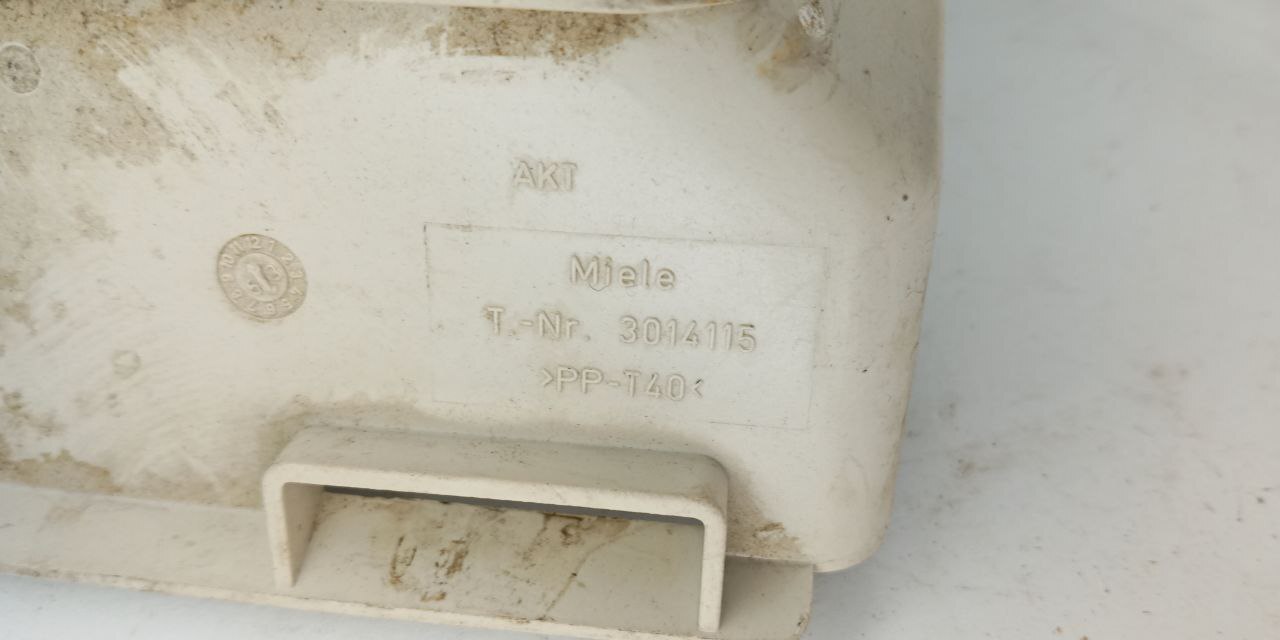 AKT
Miele
T.-Nr. 3014115
>PP-T40<